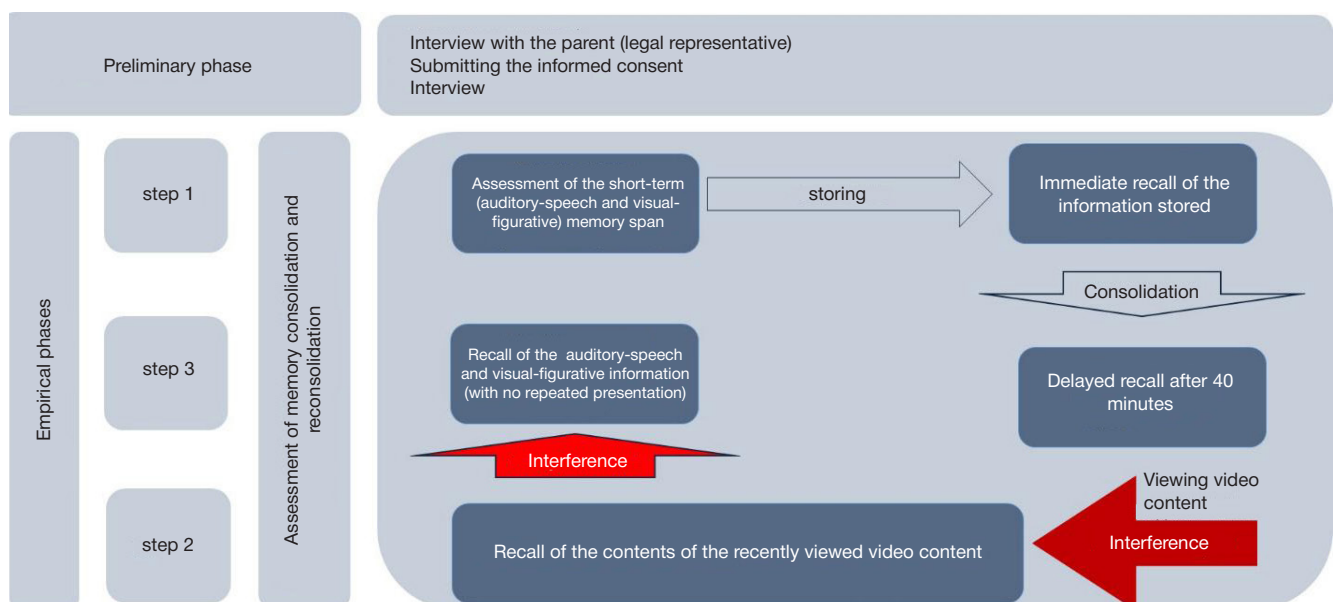 Preliminary phase
Interview with the parent (legal representative)
Submitting the informed consent
Interview
Empirical phases
step 1
step 3
step 2
Assessment of memory consolidation and
reconsolidation
Assessment of the short-term
(auditory-speech and visual-
figurative) memory span
storing
Immediate recall of the
information stored
Consolidation
Recall of the auditory-speech
and visual-figurative information
(with no repeated presentation)
Delayed recall after 40
minutes
Interference
Viewing video
content
Interference
Recall of the contents of the recently viewed video content